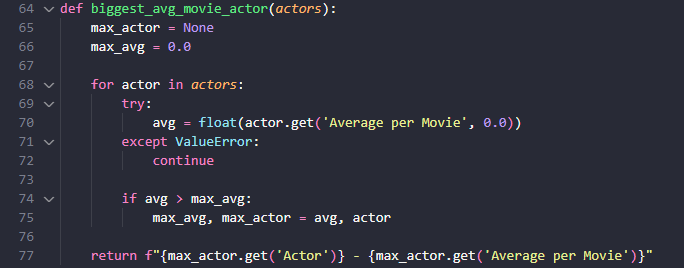 64 def biggest_avg_movie_actor(actors):
65     max_actor = None
66     max_avg = 0.0
67
68     for actor in actors:
69         try:
70             avg = float(actor.get('Average per Movie', 0.0))
71         except ValueError:
72             continue
73
74         if avg > max_avg:
75             max_avg, max_actor = avg, actor
76
77     return f"{max_actor.get('Actor')} - {max_actor.get('Average per Movie')}"